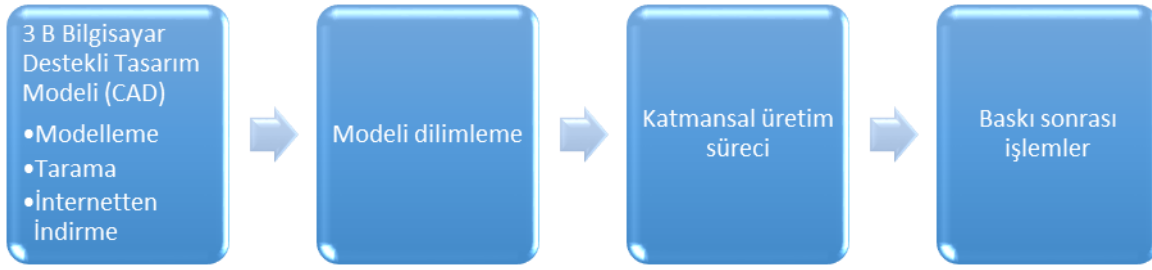 3 B Bilgisayar
Destekli Tasarım
Modeli (CAD)
•Modelleme
•Tarama
•İnternetten
İndirme
Modeli dilimleme
Katmansal üretim
süreci
Baskı sonrası
işlemler